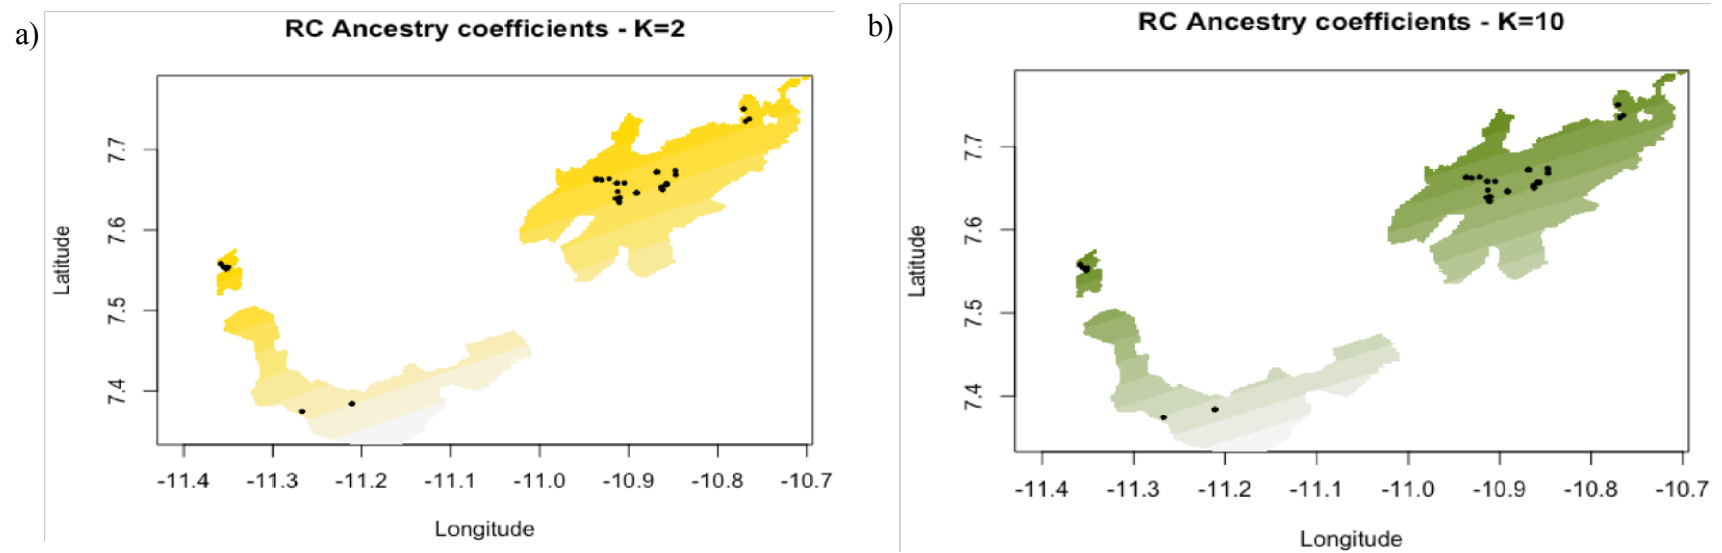 a)
RC Ancestry coefficients - K=2
Latitude
7.7
7.6
7.5
7.4
-11.4 -11.3 -11.2 -11.1 -11.0 -10.9 -10.8 -10.7
Longitude
b)
RC Ancestry coefficients - K=10
Latitude
7.7
7.6
7.5
7.4
-11.4 -11.3 -11.2 -11.1 -11.0 -10.9 -10.8 -10.7
Longitude